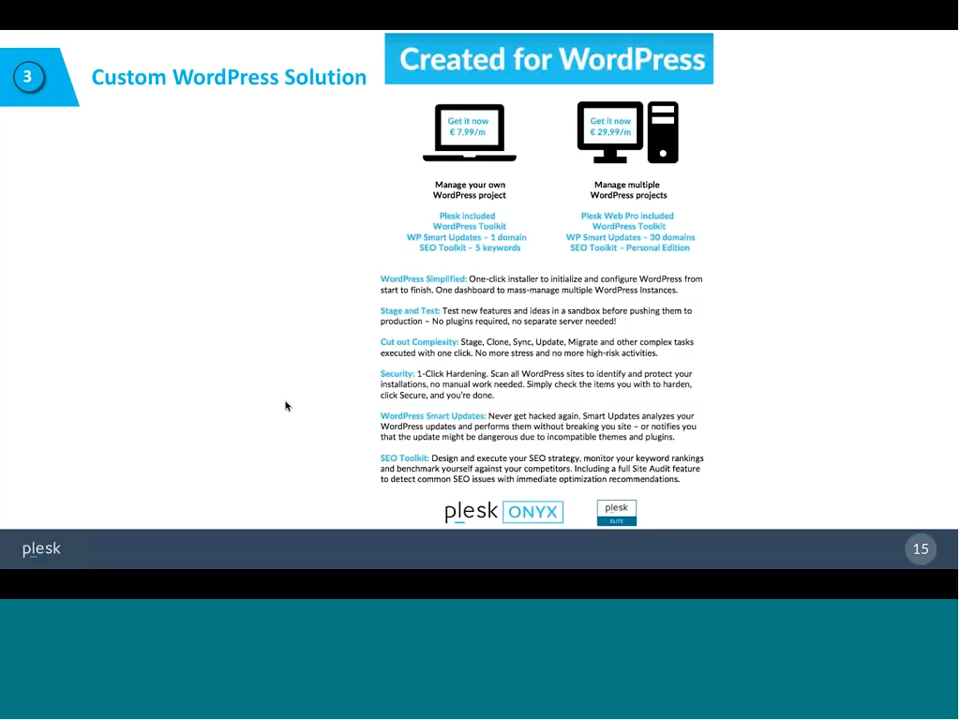 3
Custom WordPress Solution
Created for WordPress
Get it now
€ 7,99/m
Get it now
€ 29,99/m
Manage your own
WordPress project
Manage multiple
WordPress projects
Plesk included
WordPress Toolkit
WP Smart Updates – 1 domain
SEO Toolkit – 5 keywords
Plesk Web Pro included
WordPress Toolkit
WP Smart Updates – 30 domains
SEO Toolkit – Personal Edition
WordPress Simplified: One-click installer to initialize and configure WordPress from
start to finish. One dashboard to mass-manage multiple WordPress Instances.
Stage and Test: Test new features and ideas in a sandbox before pushing them to
production – No plugins required, no separate server needed!
Cut out Complexity: Stage, Clone, Sync, Update, Migrate and other complex tasks
executed with one click. No more stress and no more high-risk activities.
Security: 1-Click Hardening. Scan all WordPress sites to identify and protect your
installations, no manual work needed. Simply check the items you with to harden,
click Secure, and you're done.
WordPress Smart Updates: Never get hacked again. Smart Updates analyzes your
WordPress updates and performs them without breaking you site – or notifies you
that the update might be dangerous due to incompatible themes and plugins.
SEO Toolkit: Design and execute your SEO strategy, monitor your keyword rankings
and benchmark yourself against your competitors. Including a full Site Audit feature
to detect common SEO issues with immediate optimization recommendations.
plesk ONYX
plesk
ELITE
plesk
15